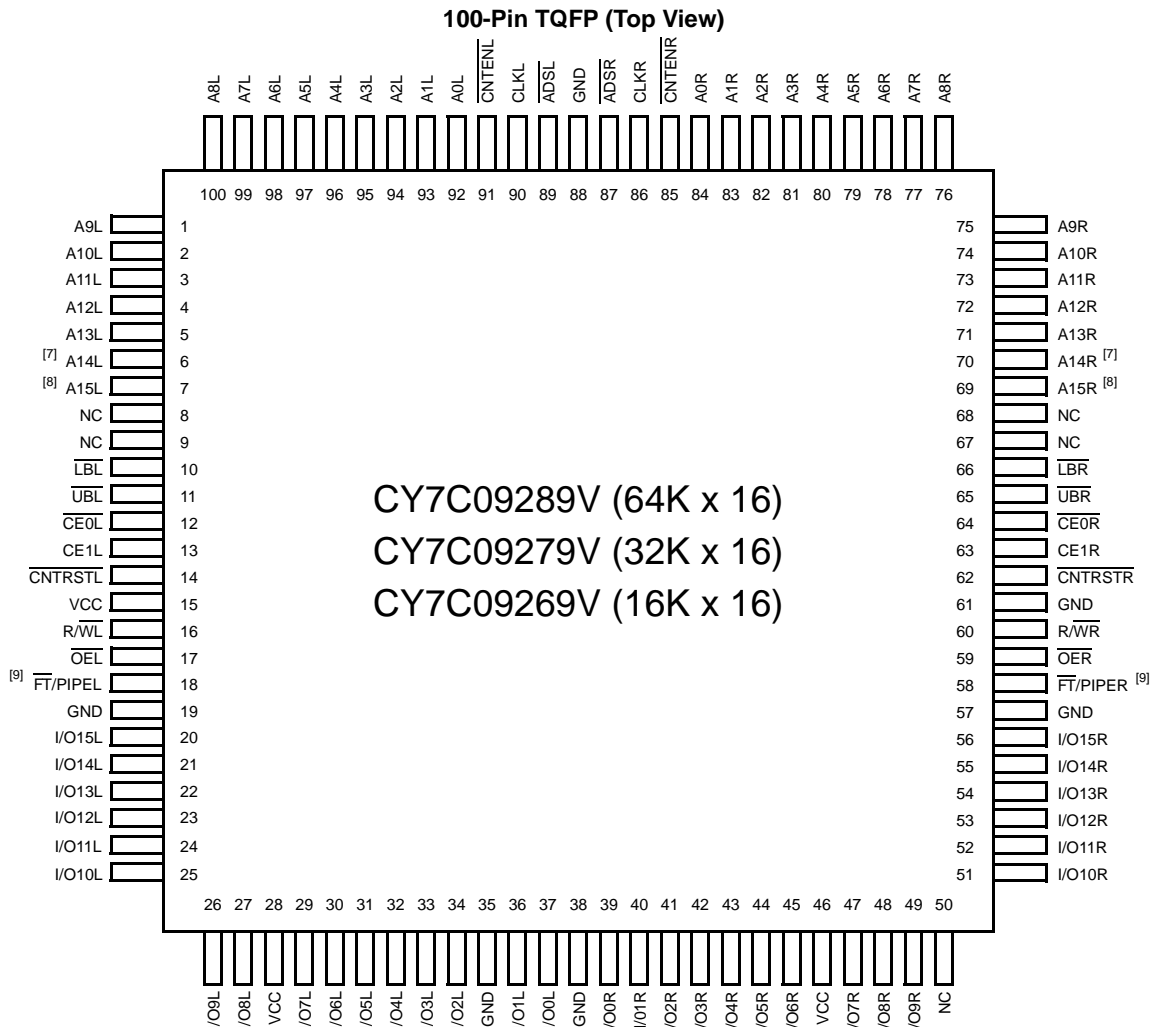 100-Pin TQFP (Top View)
A8L A7L A6L A5L A4L A3L A2L A1L A0L CNTENL CLKL ADSL GND ADSR CLKR CNTENR A0R A1R A2R A3R A4R A5R A6R A7R A8R
100 99 98 97 96 95 94 93 92 91 90 89 88 87 86 85 84 83 82 81 80 79 78 77 76
A9L 1 75 A9R
A10L 2 74 A10R
A11L 3 73 A11R
A12L 4 72 A12R
A13L 5 71 A13R
[7] A14L 6 70 A14R [7]
[8] A15L 7 69 A15R [8]
NC 8 68 NC
NC 9 67 NC
LBL 10 66 LBR
UBL 11 65 UBR
CE0L 12 64 CE0R
CE1L 13 63 CE1R
CNTRSTL 14 62 CNTRSTR
VCC 15 61 GND
R/WL 16 60 R/WR
OEL 17 59 OER
[9] FT/PIPEL 18 58 FT/PIPER [9]
GND 19 57 GND
I/O15L 20 56 I/O15R
I/O14L 21 55 I/O14R
I/O13L 22 54 I/O13R
I/O12L 23 53 I/O12R
I/O11L 24 52 I/O11R
I/O10L 25 51 I/O10R
CY7C09289V (64K x 16)
CY7C09279V (32K x 16)
CY7C09269V (16K x 16)
26 27 28 29 30 31 32 33 34 35 36 37 38 39 40 41 42 43 44 45 46 47 48 49 50
/O9L /O8L VCC /O7L /O6L /O5L /O4L /O3L /O2L GND /O1L /O0L GND /O0R I/01R /O2R /O3R /O4R /O5R /O6R VCC /O7R /O8R /O9R NC